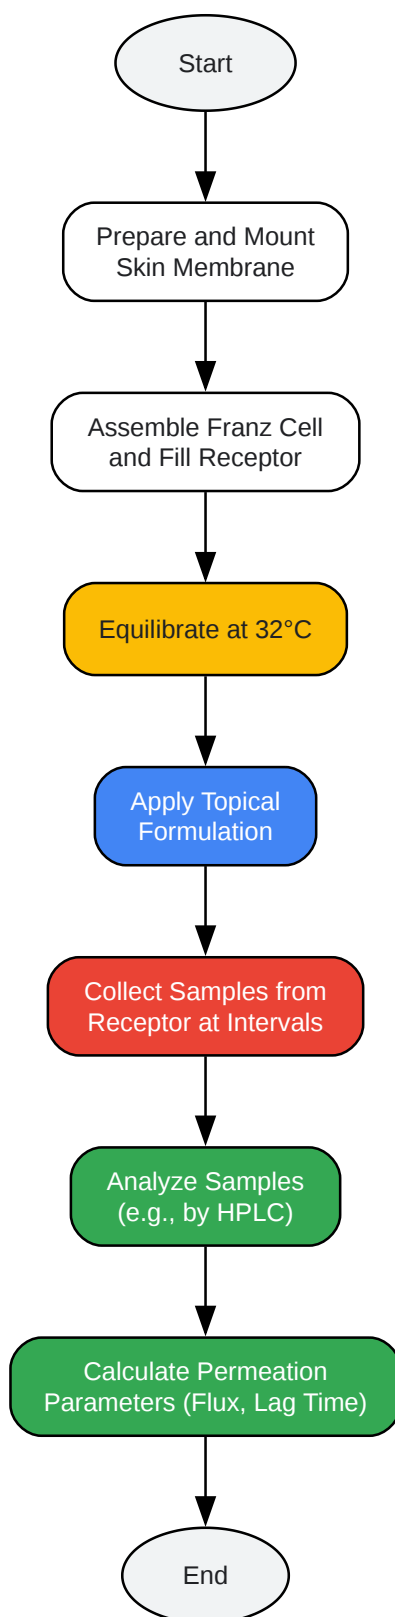 Start
Prepare and Mount
Skin Membrane
Assemble Franz Cell
and Fill Receptor
Equilibrate at 32°C
Apply Topical
Formulation
Collect Samples from
Receptor at Intervals
Analyze Samples
(e.g., by HPLC)
Calculate Permeation
Parameters (Flux, Lag Time)
End